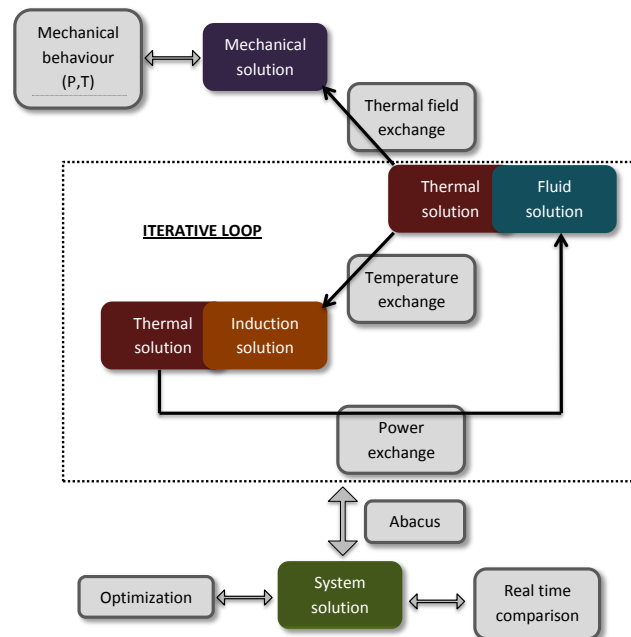 Mechanical
behaviour
(P,T)
Mechanical
solution
Thermal field
exchange
Thermal
solution
Fluid
solution
ITERATIVE LOOP
Temperature
exchange
Thermal
solution
Induction
solution
Power
exchange
Abacus
Optimization
System
solution
Real time
comparison